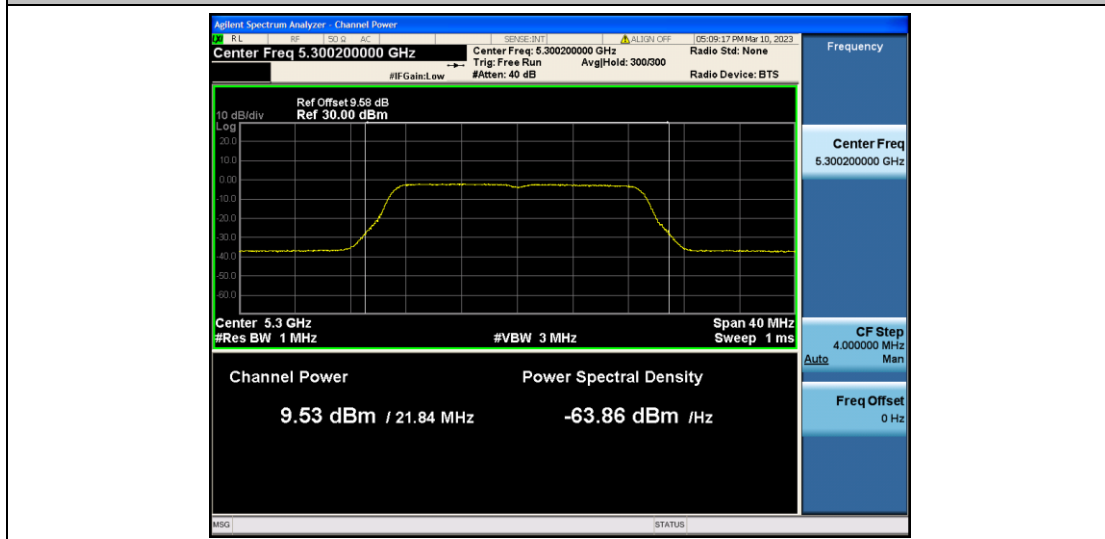 Agilent Spectrum Analyzer - Channel Power
RL RF 50 Ω AC SENSE:INT ALIGN OFF 05:09:17 PM Mar 10, 2023
Center Freq 5.300200000 GHz
Center Freq: 5.300200000 GHz Radio Std: None
Trig: Free Run Avg|Hold: 300/300
#IFGain:Low #Atten: 40 dB Radio Device: BTS
Ref Offset 9.58 dB
10 dB/div Ref 30.00 dBm
Log
20.0
10.0
0.00
-10.0
-20.0
-30.0
-40.0
-50.0
-60.0
Center 5.3 GHz Span 40 MHz
#Res BW 1 MHz #VBW 3 MHz Sweep 1 ms
Channel Power Power Spectral Density
9.53 dBm / 21.84 MHz -63.86 dBm /Hz
MSG STATUS
Frequency
Center Freq
5.300200000 GHz
CF Step
4.000000 MHz
Auto Man
Freq Offset
0 Hz